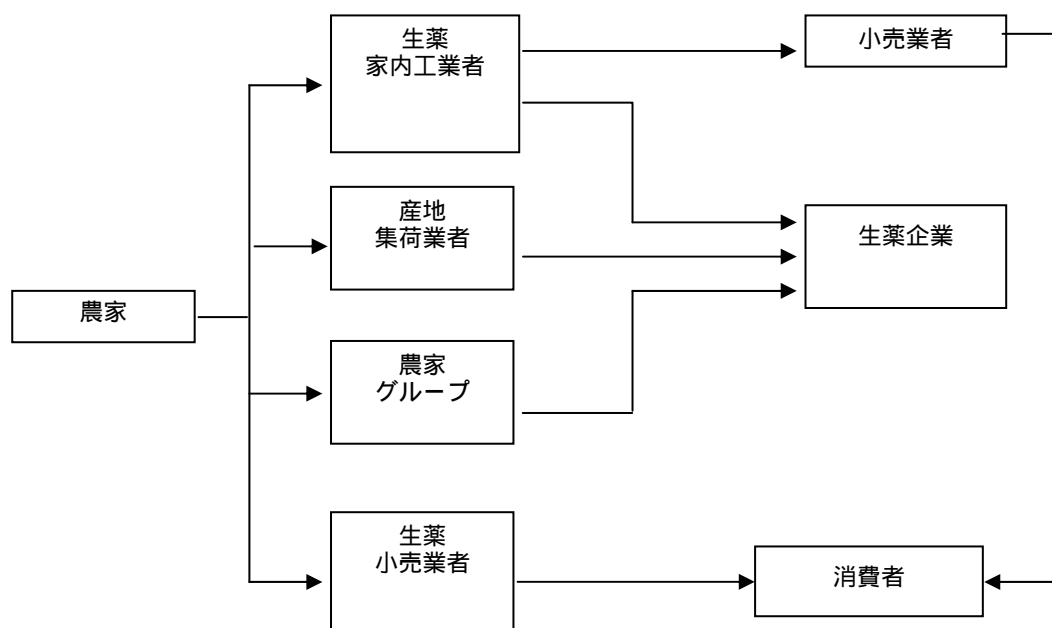 生薬
家内工業者
小売業者
産地
集荷業者
生薬企業
農家
農家
グループ
生薬
小売業者
消費者